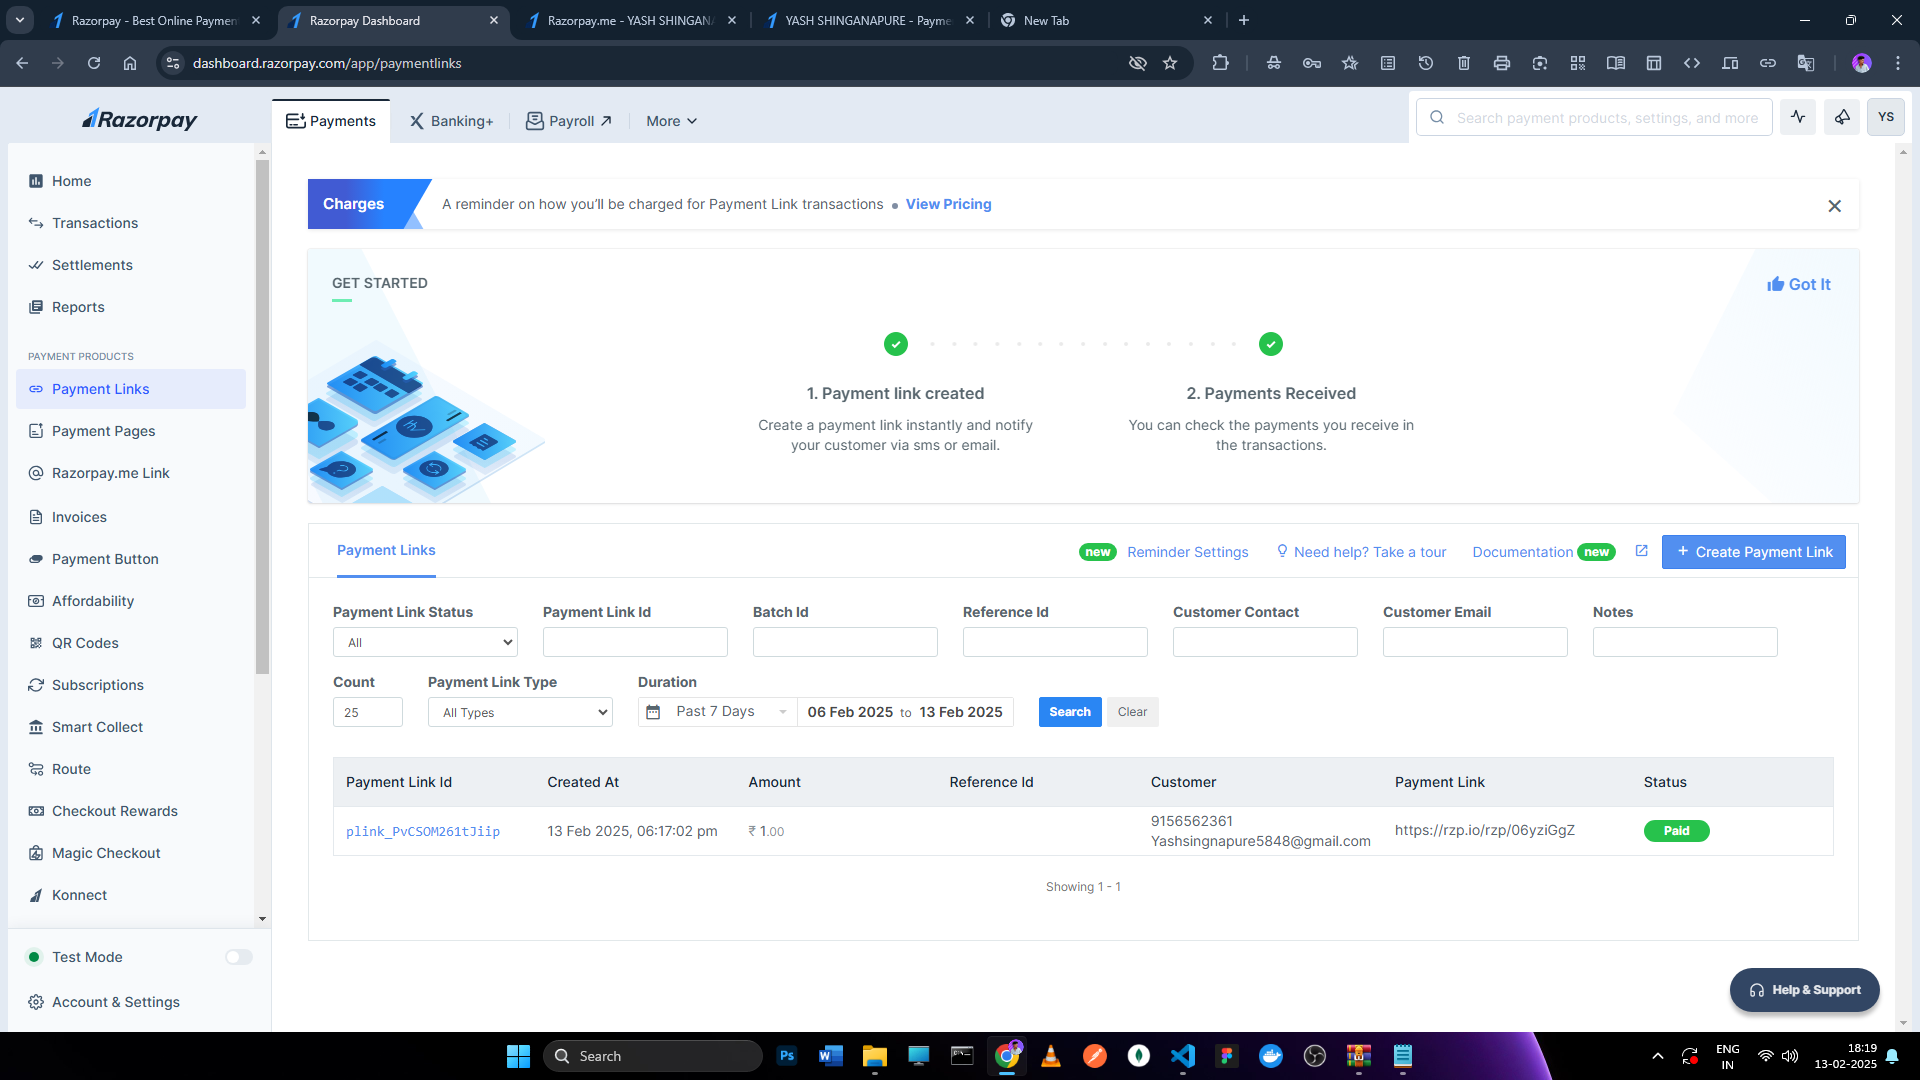 Razorpay - Best Online Paymen
Razorpay Dashboard
Razorpay.me - YASH SHINGANA
YASH SHINGANAPURE - Payme
New Tab
dashboard.razorpay.com/app/paymentlinks
Razorpay
Payments
Banking+
Payroll
More
Search payment products, settings, and more
YS
Home
Transactions
Settlements
Reports
PAYMENT PRODUCTS
Payment Links
Payment Pages
Razorpay.me Link
Invoices
Payment Button
Affordability
QR Codes
Subscriptions
Smart Collect
Route
Checkout Rewards
Magic Checkout
Konnect
Test Mode
Account & Settings
Charges
A reminder on how you'll be charged for Payment Link transactions • View Pricing
GET STARTED
Got It
1. Payment link created
Create a payment link instantly and notify
your customer via sms or email.
2. Payments Received
You can check the payments you receive in
the transactions.
Payment Links
new Reminder Settings
Need help? Take a tour
Documentation new
+ Create Payment Link
Payment Link Status
Payment Link Id
Batch Id
Reference Id
Customer Contact
Customer Email
Notes
All
Count
Payment Link Type
Duration
25
All Types
Past 7 Days
06 Feb 2025 to 13 Feb 2025
Search
Clear
Payment Link Id Created At Amount Reference Id Customer Payment Link Status
plink_PvCSOM261tJiip 13 Feb 2025, 06:17:02 pm ₹ 1.00
9156562361
Yashsingnapure5848@gmail.com
https://rzp.io/rzp/06yziGgZ
Paid
Showing 1 - 1
Help & Support
Search
Ps
W
ENG
IN
18:19
13-02-2025